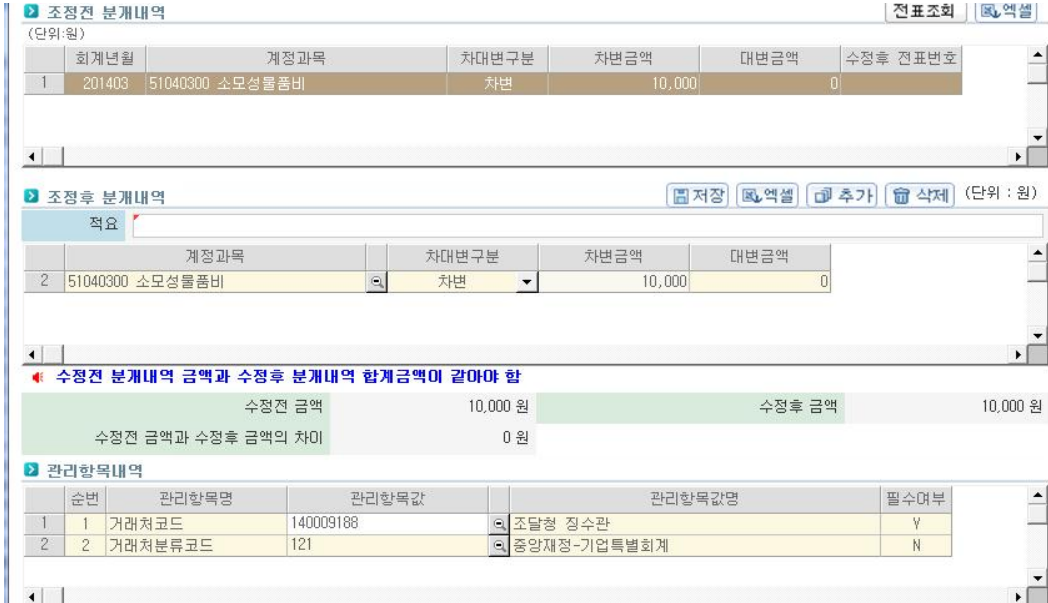 조정전 분개내역 전표조회 엑셀
(단위:원)
회계년월 계정과목 차대변구분 차변금액 대변금액 수정후 전표번호
1 201403 51040300 소모성물품비 차변 10,000 0
조정후 분개내역 저장 엑셀 추가 삭제 (단위 : 원)
적요
계정과목 차대변구분 차변금액 대변금액
2 51040300 소모성물품비 차변 10,000 0
수정전 분개내역 금액과 수정후 분개내역 합계금액이 같아야 함
수정전 금액 10,000 원 수정후 금액 10,000 원
수정전 금액과 수정후 금액의 차이 0 원
관리항목내역
순번 관리항목명 관리항목값 관리항목값명 필수여부
1 1 거래처코드 140009188 조달청 징수관 Y
2 2 거래처분류코드 121 중앙재정-기업특별회계 N